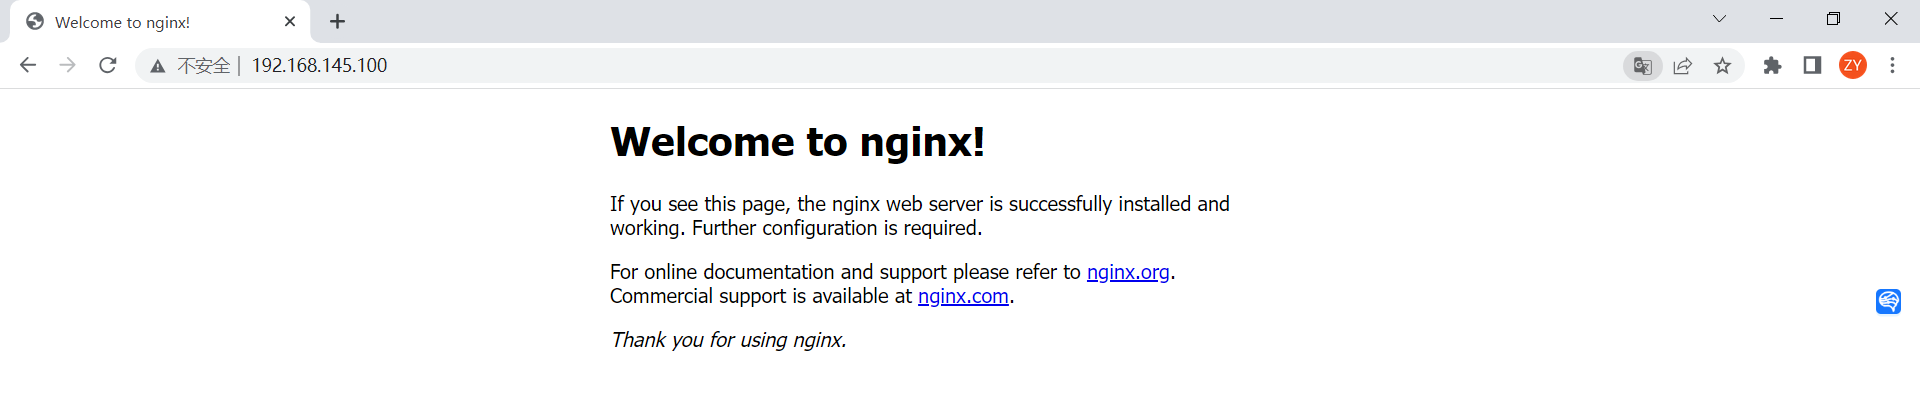 Welcome to nginx!
不安全 | 192.168.145.100
ZY
Welcome to nginx!
If you see this page, the nginx web server is successfully installed and
working. Further configuration is required.
For online documentation and support please refer to nginx.org.
Commercial support is available at nginx.com.
Thank you for using nginx.